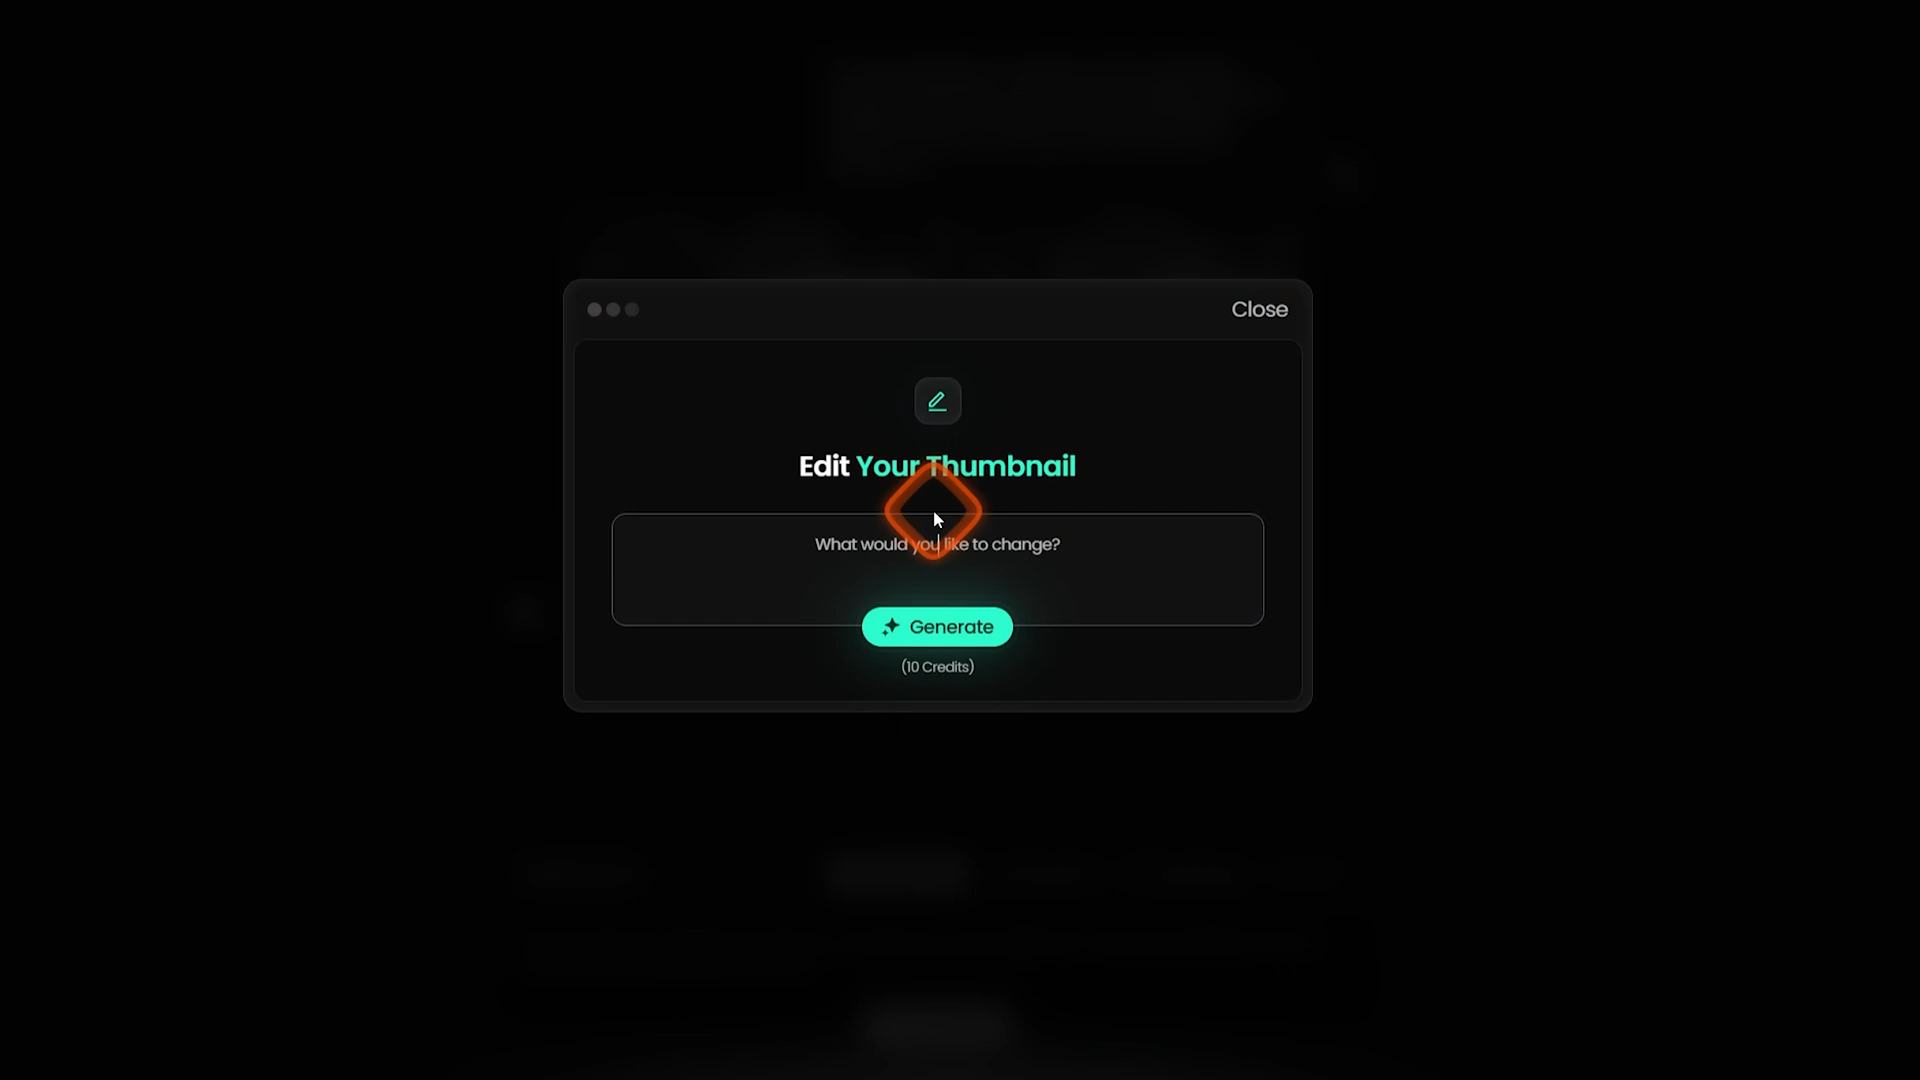 Close
Edit Your Thumbnail
What would you like to change?
Generate
(10 Credits)